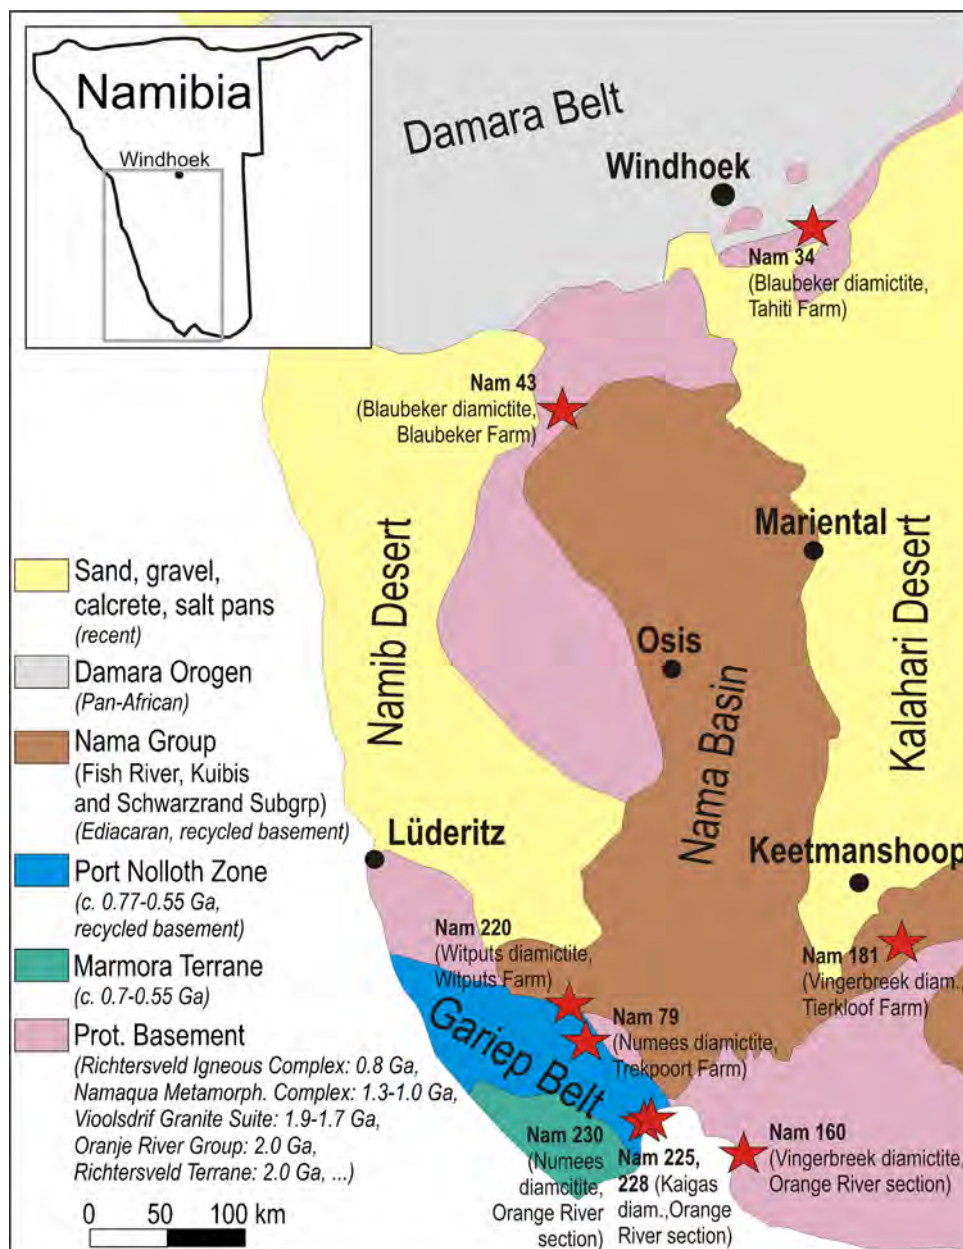 Namibia
Windhoek
Damara Belt
Windhoek
Nam 34
(Blaubeker diamictite,
Tahiti Farm)
Nam 43
(Blaubeker diamictite,
Blaubeker Farm)
Mariental
Namib Desert
Kalahari Desert
Osis
Nama Basin
Lüderitz
Keetmanshoop
Nam 220
(Witputs diamictite,
Witputs Farm)
Nam 181
(Vingerbreek diam.,
Tierkloof Farm)
Nam 79
(Numees diamictite,
Trekpoort Farm)
Gariep Belt
Nam 230
(Numees
diamcitite,
Orange River
section)
Nam 225,
228 (Kaigas
diam.,Orange
River section)
Nam 160
(Vingerbreek diamictite,
Orange River section)
Sand, gravel,
calcrete, salt pans
(recent)
Damara Orogen
(Pan-African)
Nama Group
(Fish River, Kuibis
and Schwarzrand Subgrp)
(Ediacaran, recycled basement)
Port Nolloth Zone
(c. 0.77-0.55 Ga,
recycled basement)
Marmora Terrane
(c. 0.7-0.55 Ga)
Prot. Basement
(Richtersveld Igneous Complex: 0.8 Ga,
Namaqua Metamorph. Complex: 1.3-1.0 Ga,
Vioolsdrif Granite Suite: 1.9-1.7 Ga,
Oranje River Group: 2.0 Ga,
Richtersveld Terrane: 2.0 Ga, ...)
0 50 100 km